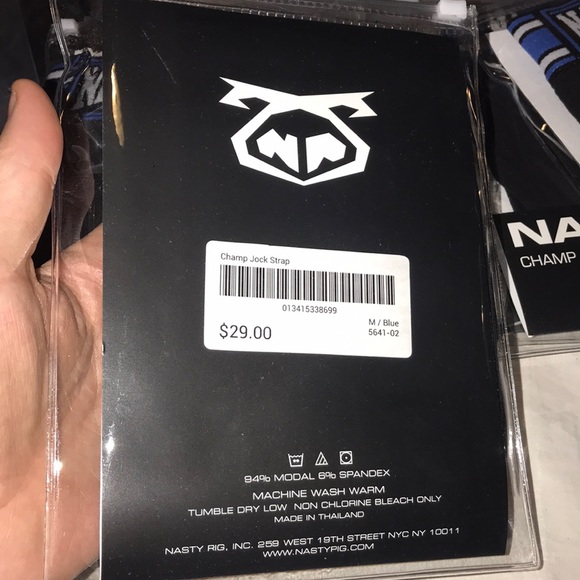 Champ Jock Strap
013415338699
$29.00
M / Blue
5641-02
94% MODAL 6% SPANDEX
MACHINE WASH WARM
TUMBLE DRY LOW NON CHLORINE BLEACH ONLY
MADE IN THAILAND
NASTY RIG, INC. 259 WEST 19TH STREET NYC NY 10011
WWW.NASTYPIG.COM
NA
CHAMP